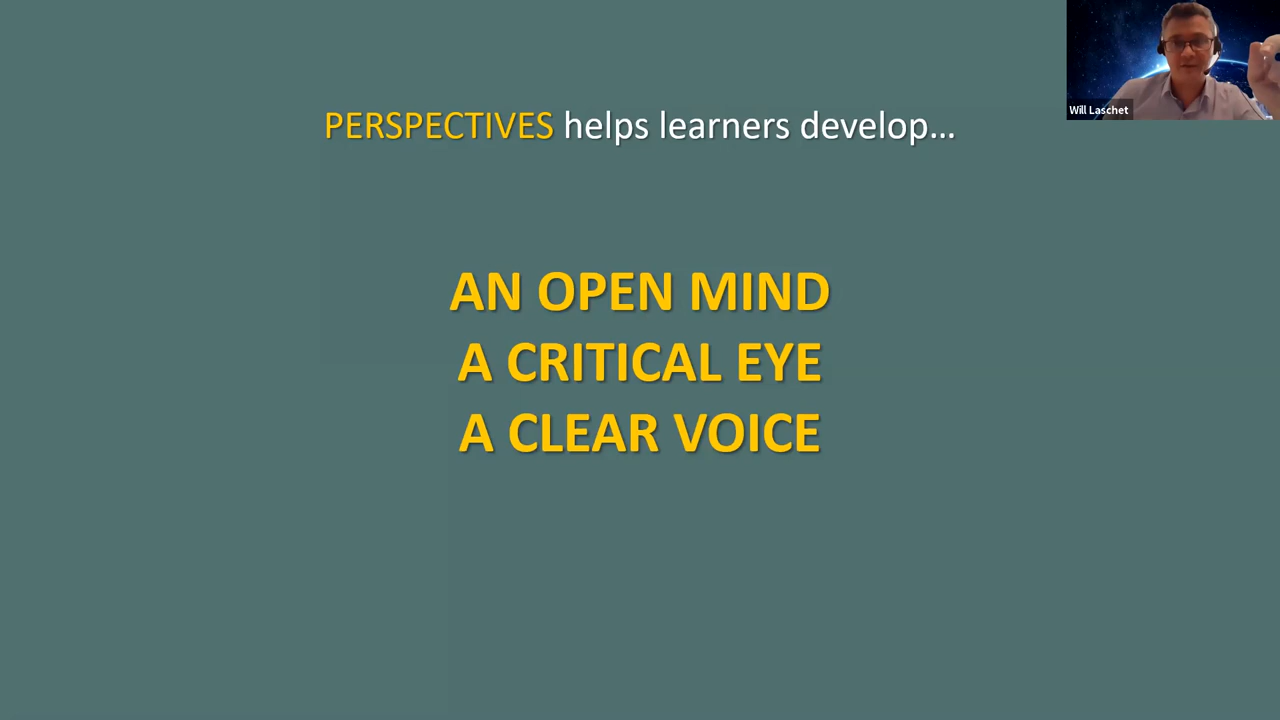 Will Laschet
PERSPECTIVES helps learners develop...
AN OPEN MIND
A CRITICAL EYE
A CLEAR VOICE